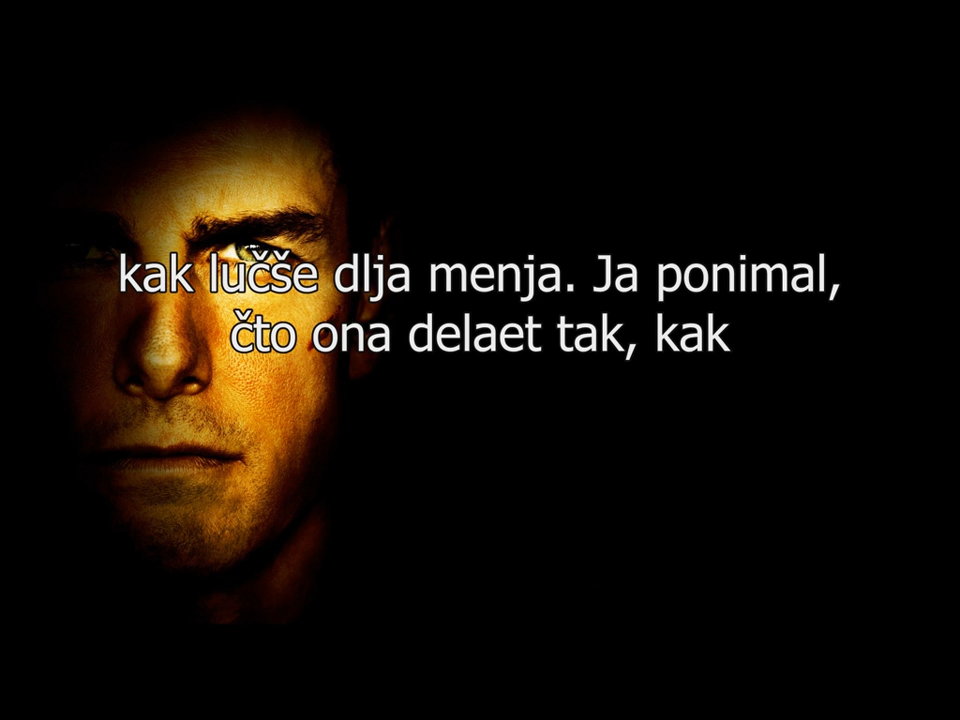 kak lučše dlja menja. Ja ponimal,
čto ona delaet tak, kak